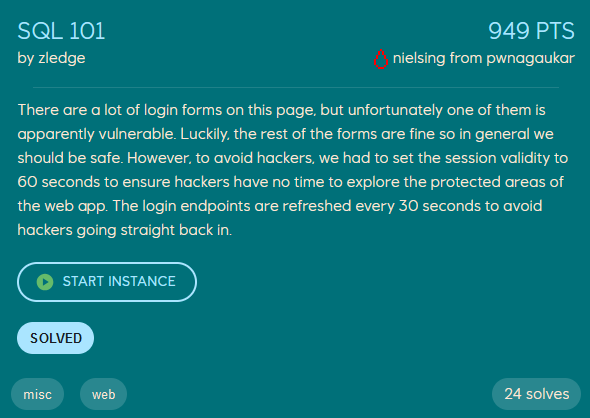 SQL 101
949 PTS
by zledge
nielsing from pwnagaukar
There are a lot of login forms on this page, but unfortunately one of them is
apparently vulnerable. Luckily, the rest of the forms are fine so in general we
should be safe. However, to avoid hackers, we had to set the session validity to
60 seconds to ensure hackers have no time to explore the protected areas of
the web app. The login endpoints are refreshed every 30 seconds to avoid
hackers going straight back in.
START INSTANCE
SOLVED
misc
web
24 solves